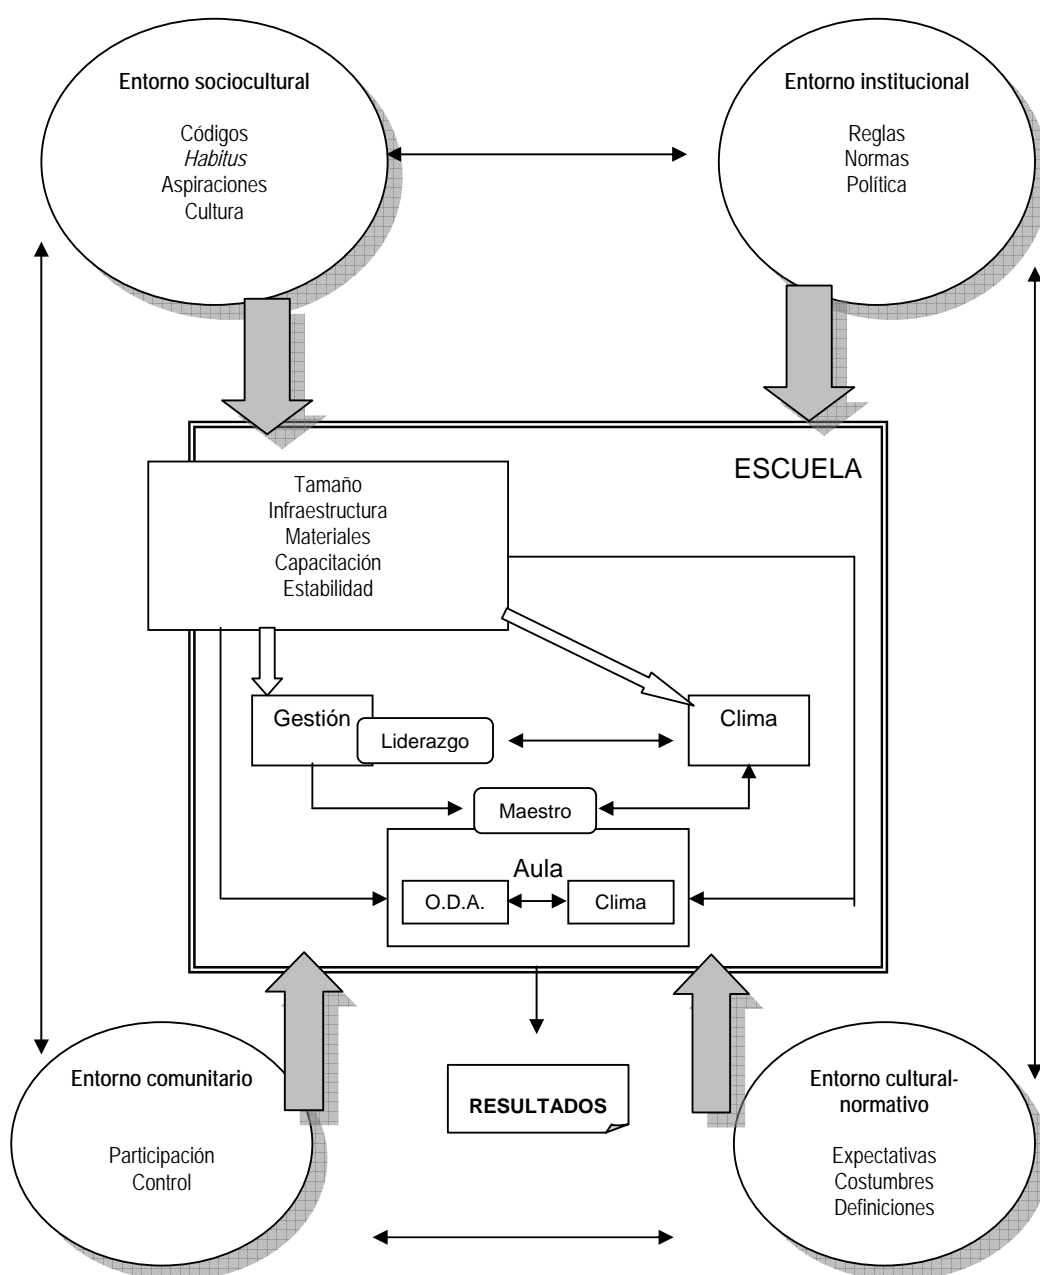 Entorno sociocultural
Códigos
Habitus
Aspiraciones
Cultura
Entorno institucional
Reglas
Normas
Política
ESCUELA
Tamaño
Infraestructura
Materiales
Capacitación
Estabilidad
Gestión
Liderazgo
Clima
Maestro
Aula
O.D.A.
Clima
Entorno comunitario
Participación
Control
RESULTADOS
Entorno cultural-
normativo
Expectativas
Costumbres
Definiciones